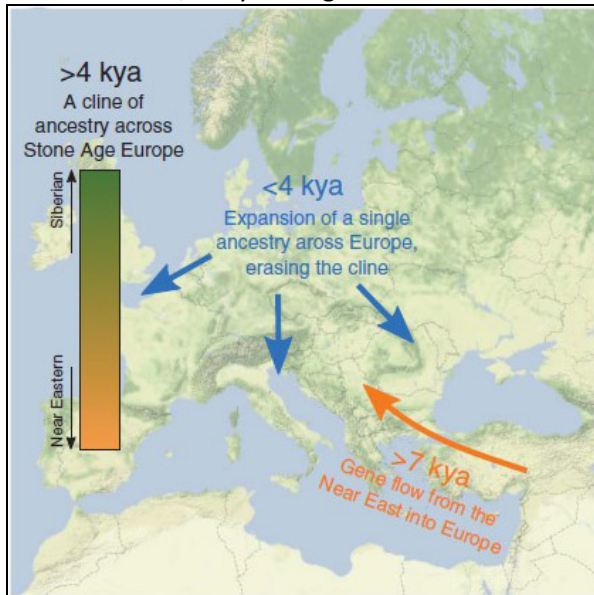 >4 kya
A cline of
ancestry across
Stone Age Europe
Siberian
Near Eastern
<4 kya
Expansion of a single
ancestry aross Europe,
erasing the cline
>7 kya
Gene flow from the
Near East into Europe